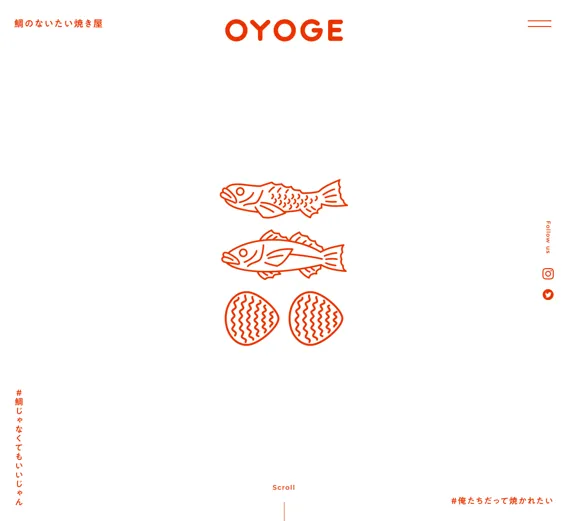 鯛のないたい焼き屋
OYOGE
Follow us
#鯛じゃなくてもいいじゃん
Scroll
#俺たちだって焼かれたい